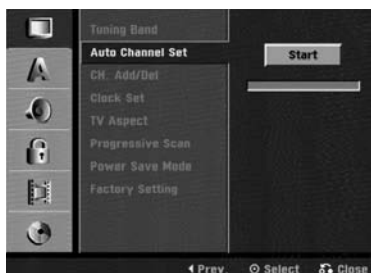 Tuning Band
Auto Channel Set
Start
CH. Add/Del
Clock Set
TV Aspect
Progressive Scan
Power Save Mode
Factory Setting
Prev. Select Close